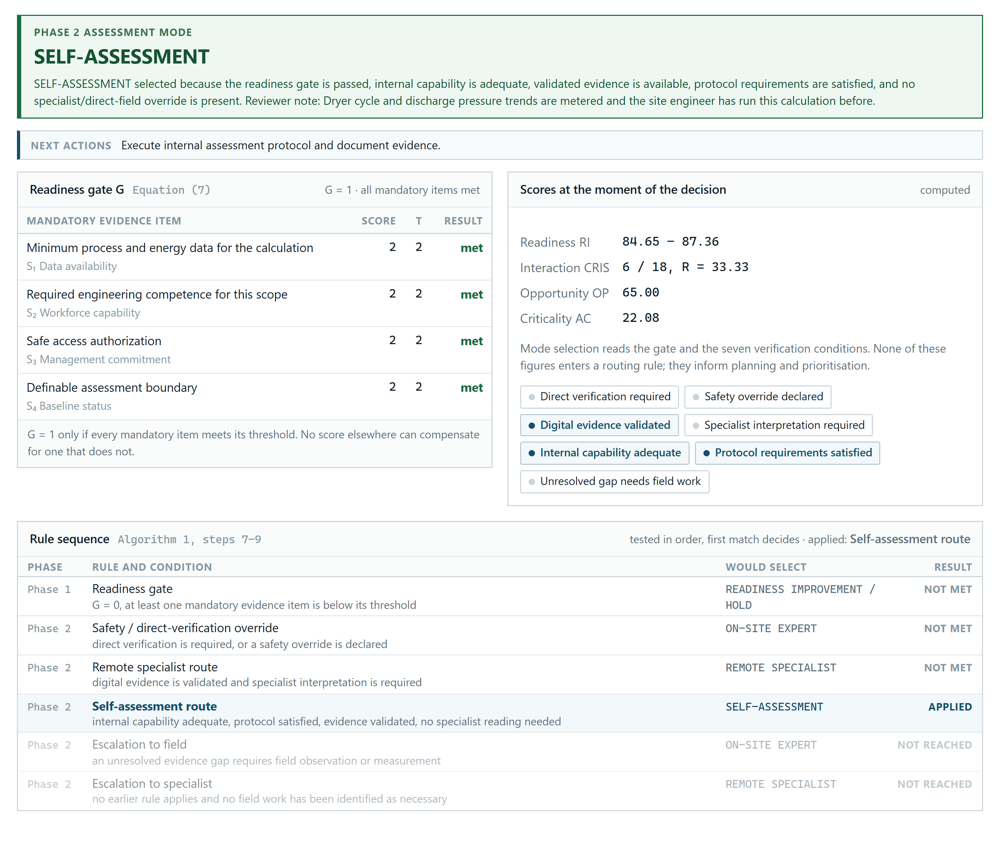 PHASE 2 ASSESSMENT MODE
SELF-ASSESSMENT
SELF-ASSESSMENT selected because the readiness gate is passed, internal capability is adequate, validated evidence is available, protocol requirements are satisfied, and no
specialist/direct-field override is present. Reviewer note: Dryer cycle and discharge pressure trends are metered and the site engineer has run this calculation before.
NEXT ACTIONS Execute internal assessment protocol and document evidence.
Readiness gate G Equation (7) G = 1 · all mandatory items met
MANDATORY EVIDENCE ITEM SCORE T RESULT
Minimum process and energy data for the calculation 2 2 met
S₁ Data availability
Required engineering competence for this scope 2 2 met
S₂ Workforce capability
Safe access authorization 2 2 met
S₃ Management commitment
Definable assessment boundary 2 2 met
S₄ Baseline status
G = 1 only if every mandatory item meets its threshold. No score elsewhere can compensate
for one that does not.
Scores at the moment of the decision computed
Readiness RI 84.65 – 87.36
Interaction CRIS 6 / 18, R = 33.33
Opportunity OP 65.00
Criticality AC 22.08
Mode selection reads the gate and the seven verification conditions. None of these
figures enters a routing rule; they inform planning and prioritisation.
Direct verification required Safety override declared
Digital evidence validated Specialist interpretation required
Internal capability adequate Protocol requirements satisfied
Unresolved gap needs field work
Rule sequence Algorithm 1, steps 7–9 tested in order, first match decides · applied: Self-assessment route
PHASE RULE AND CONDITION WOULD SELECT RESULT
Phase 1 Readiness gate READINESS IMPROVEMENT / NOT MET
G = 0, at least one mandatory evidence item is below its threshold HOLD
Phase 2 Safety / direct-verification override ON-SITE EXPERT NOT MET
direct verification is required, or a safety override is declared
Phase 2 Remote specialist route REMOTE SPECIALIST NOT MET
digital evidence is validated and specialist interpretation is required
Phase 2 Self-assessment route SELF-ASSESSMENT APPLIED
internal capability adequate, protocol satisfied, evidence validated, no specialist reading needed
Phase 2 Escalation to field ON-SITE EXPERT NOT REACHED
an unresolved evidence gap requires field observation or measurement
Phase 2 Escalation to specialist REMOTE SPECIALIST NOT REACHED
no earlier rule applies and no field work has been identified as necessary